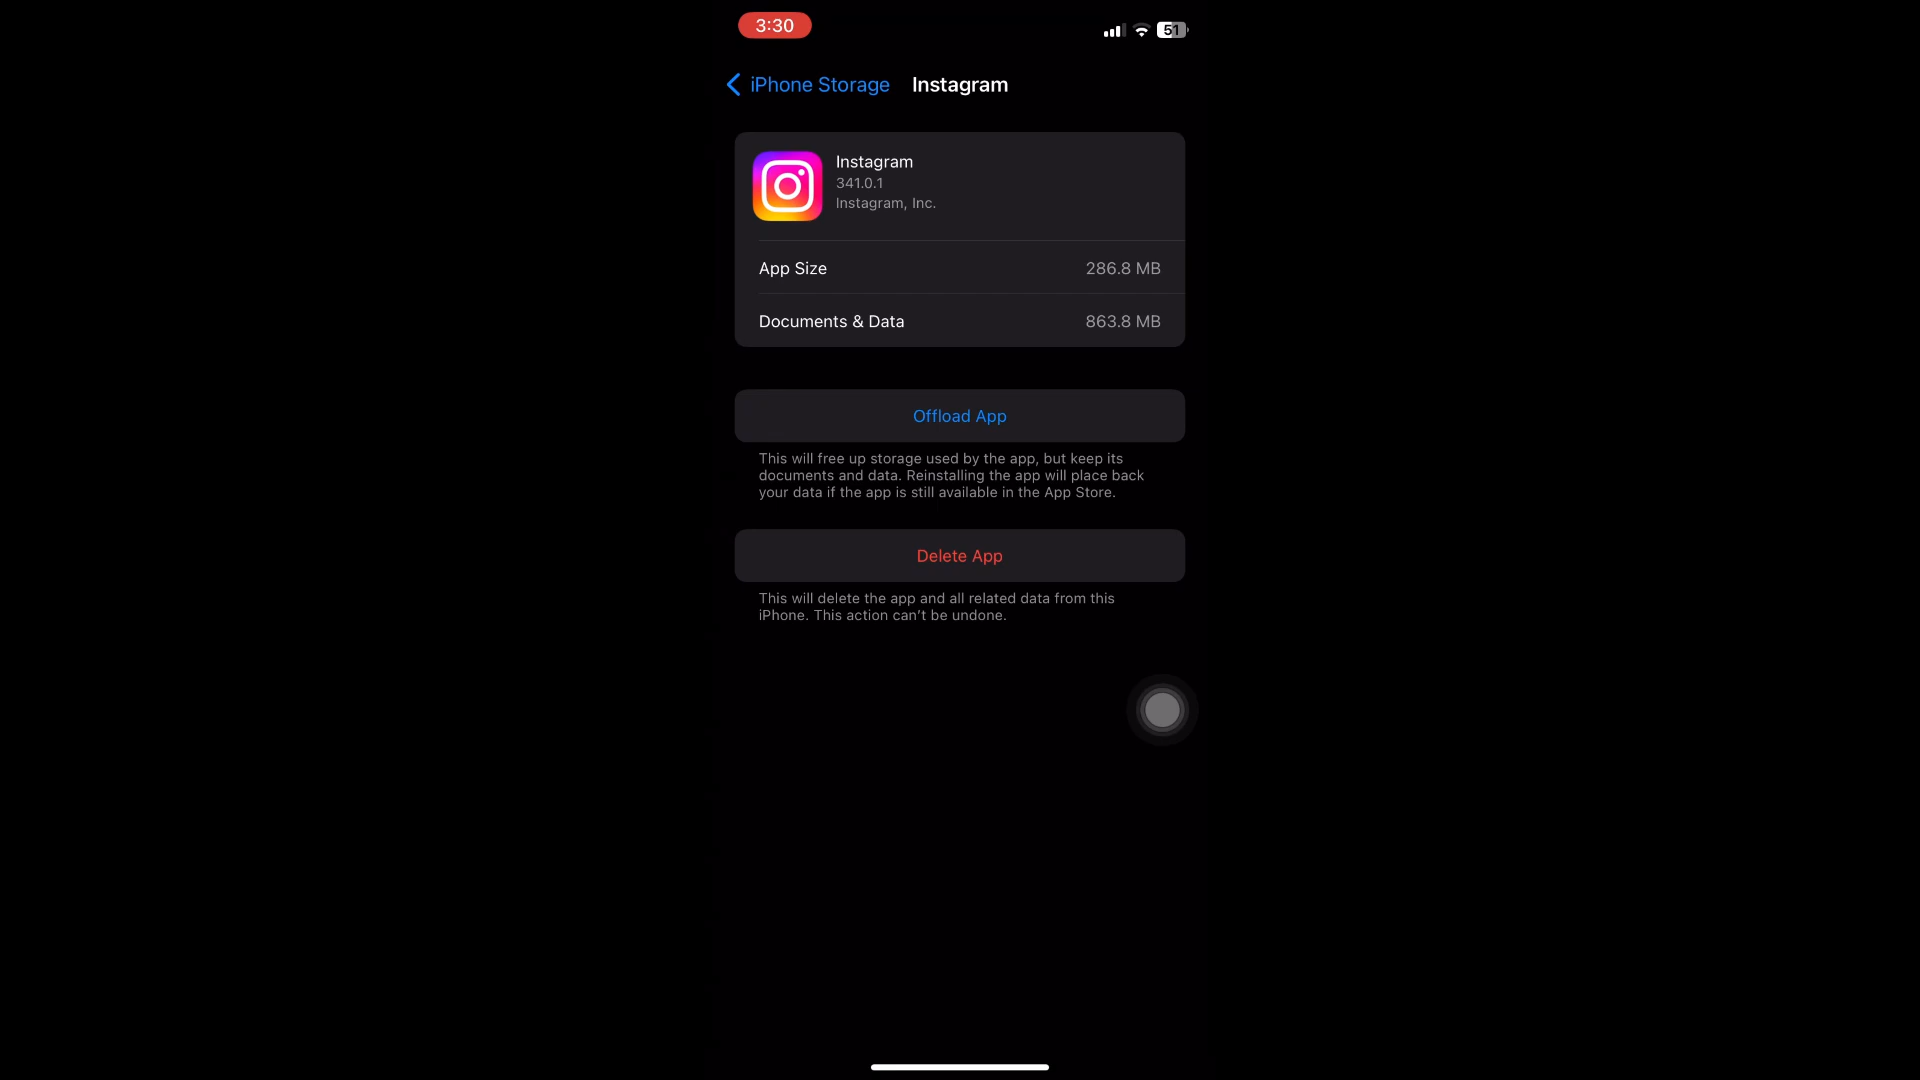 3:30
51
iPhone Storage
Instagram
Instagram
341.0.1
Instagram, Inc.
App Size
286.8 MB
Documents & Data
863.8 MB
Offload App
This will free up storage used by the app, but keep its
documents and data. Reinstalling the app will place back
your data if the app is still available in the App Store.
Delete App
This will delete the app and all related data from this
iPhone. This action can't be undone.